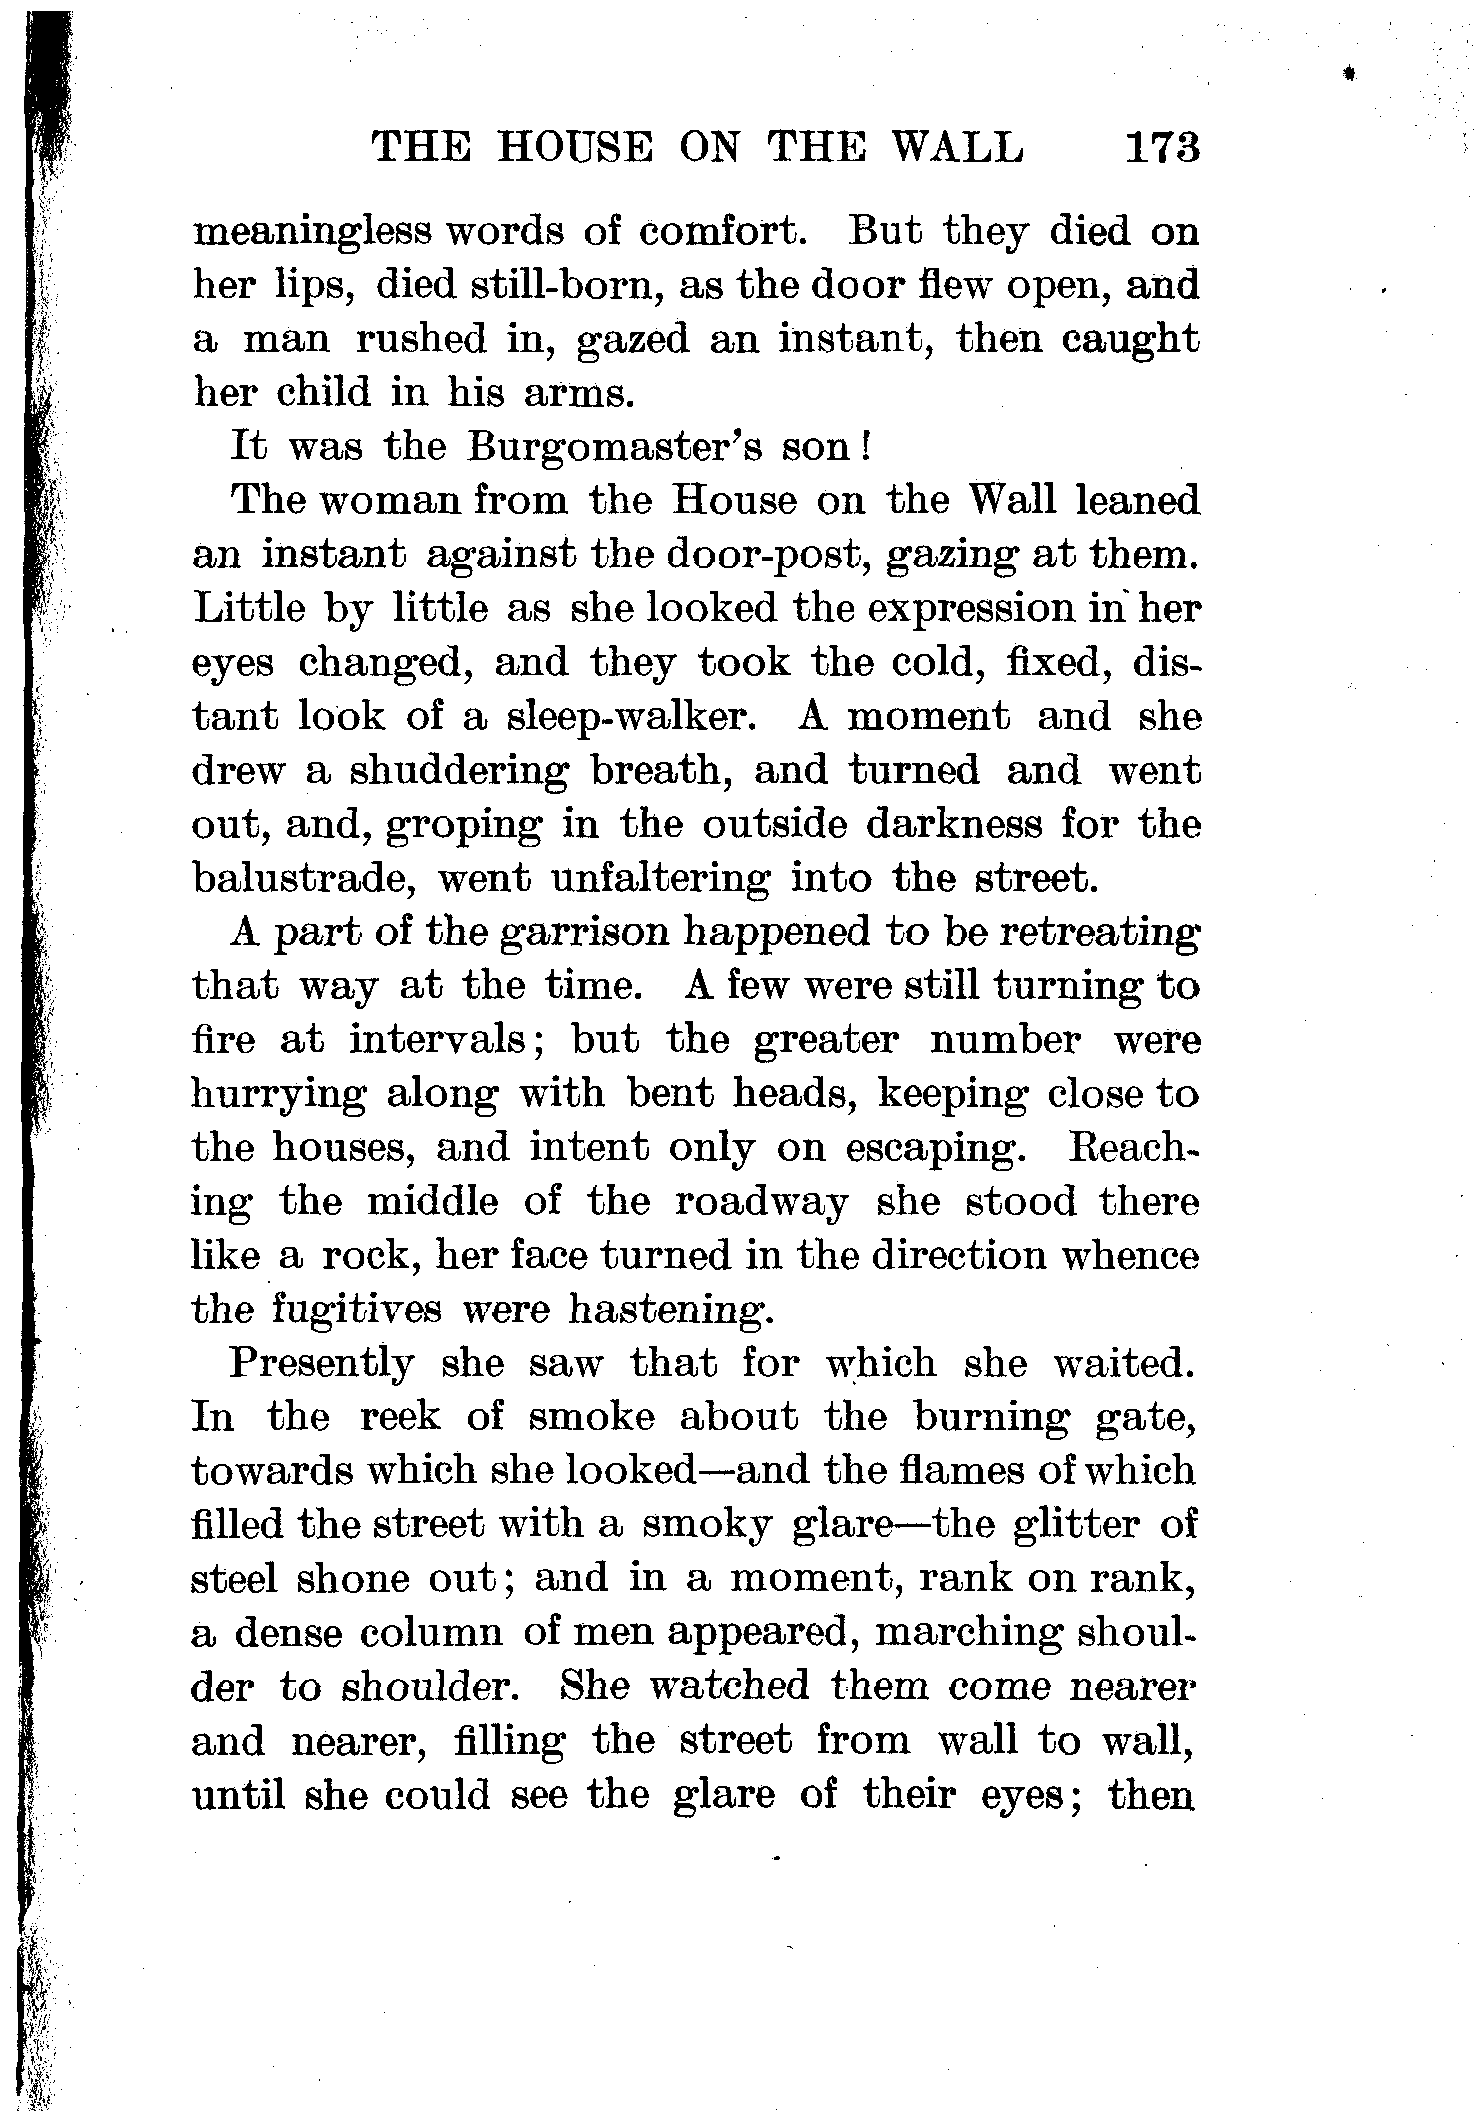 THE HOUSE ON THE WALL 173
meaningless words of comfort. But they died on
her lips, died still-born, as the door flew open, and
a man rushed in, gazed an instant, then caught
her child in his arms.
It was the Burgomaster's son!
The woman from the House on the Wall leaned
an instant against the door-post, gazing at them.
Little by little as she looked the expression in her
eyes changed, and they took the cold, fixed, dis-
tant look of a sleep-walker. A moment and she
drew a shuddering breath, and turned and went
out, and, groping in the outside darkness for the
balustrade, went unfaltering into the street.
A part of the garrison happened to be retreating
that way at the time. A few were still turning to
fire at intervals; but the greater number were
hurrying along with bent heads, keeping close to
the houses, and intent only on escaping. Reach-
ing the middle of the roadway she stood there
like a rock, her face turned in the direction whence
the fugitives were hastening.
Presently she saw that for which she waited.
In the reek of smoke about the burning gate,
towards which she looked—and the flames of which
filled the street with a smoky glare—the glitter of
steel shone out; and in a moment, rank on rank,
a dense column of men appeared, marching shoul-
der to shoulder. She watched them come nearer
and nearer, filling the street from wall to wall,
until she could see the glare of their eyes; then